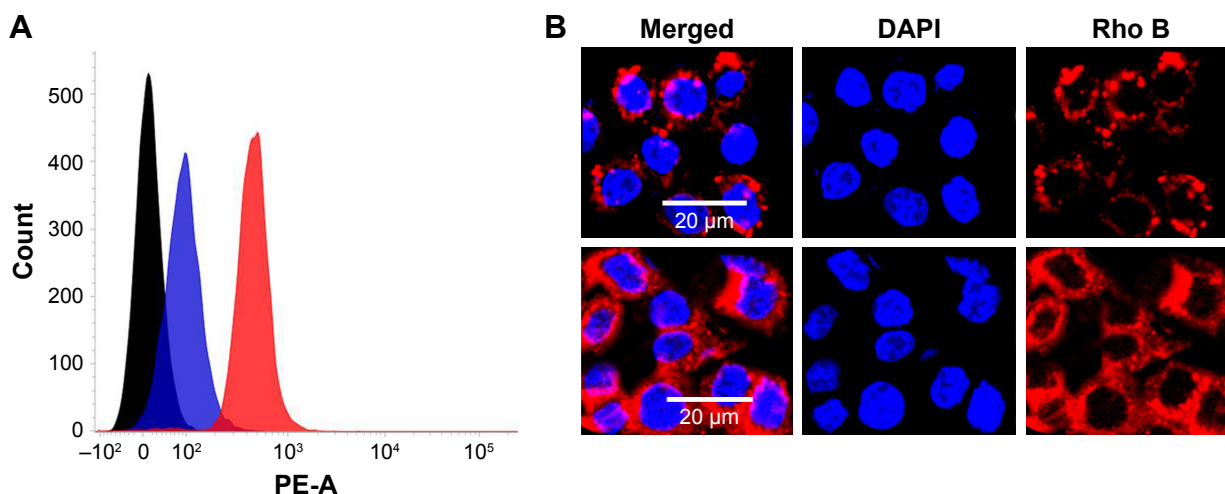 A
500
400
300
200
100
0
Count
–10² 0 10² 10³ 10⁴ 10⁵
PE-A
B
Merged DAPI Rho B
20 µm
20 µm